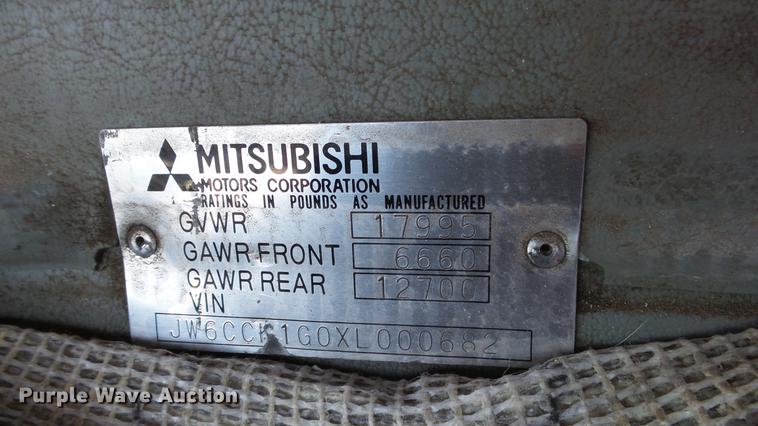 MITSUBISHI
MOTORS CORPORATION
RATINGS IN POUNDS AS MANUFACTURED
GVWR 17995
GAWR FRONT 6660
GAWR REAR 12700
VIN
JW6CCH1G0XL000682
Purple Wave Auction